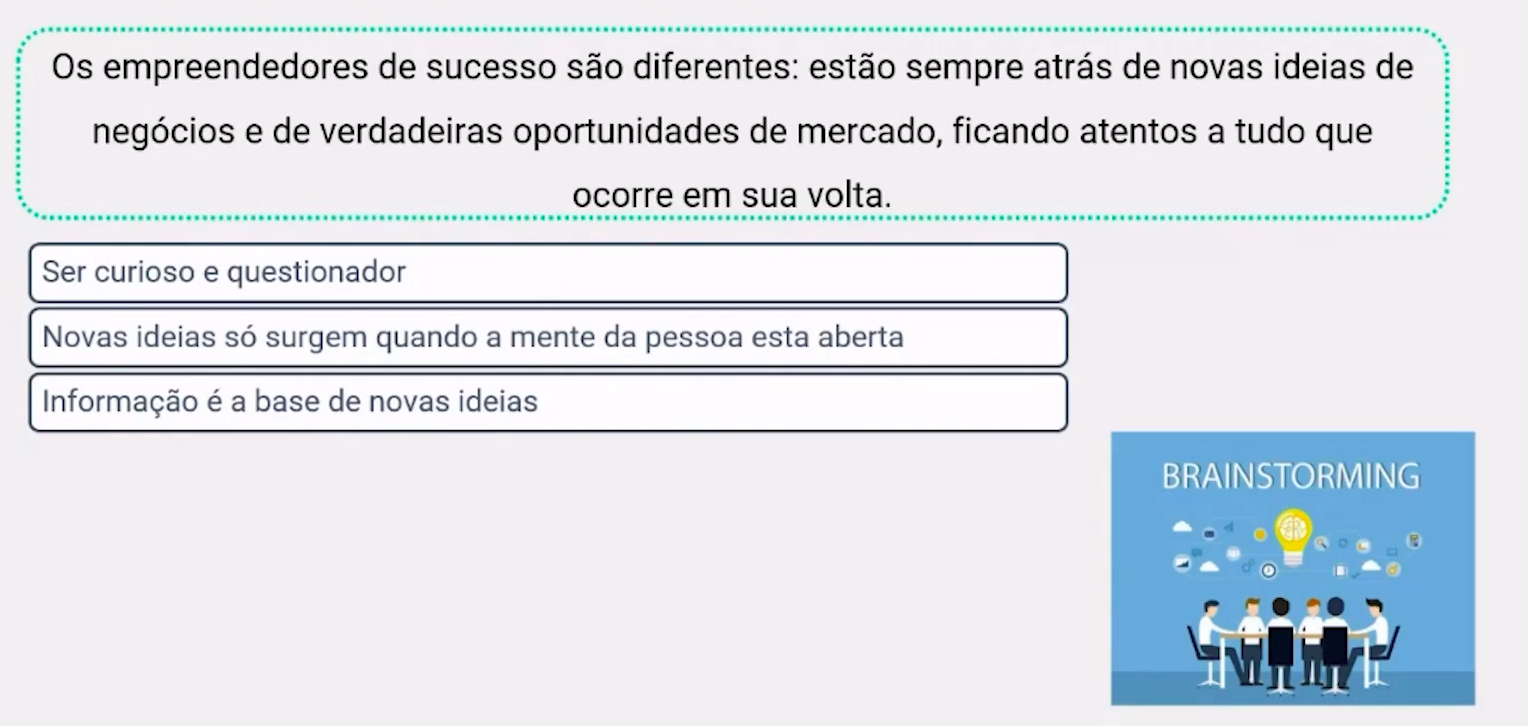 Os empreendedores de sucesso são diferentes: estão sempre atrás de novas ideias de
negócios e de verdadeiras oportunidades de mercado, ficando atentos a tudo que
ocorre em sua volta.
Ser curioso e questionador
Novas ideias só surgem quando a mente da pessoa esta aberta
Informação é a base de novas ideias
BRAINSTORMING